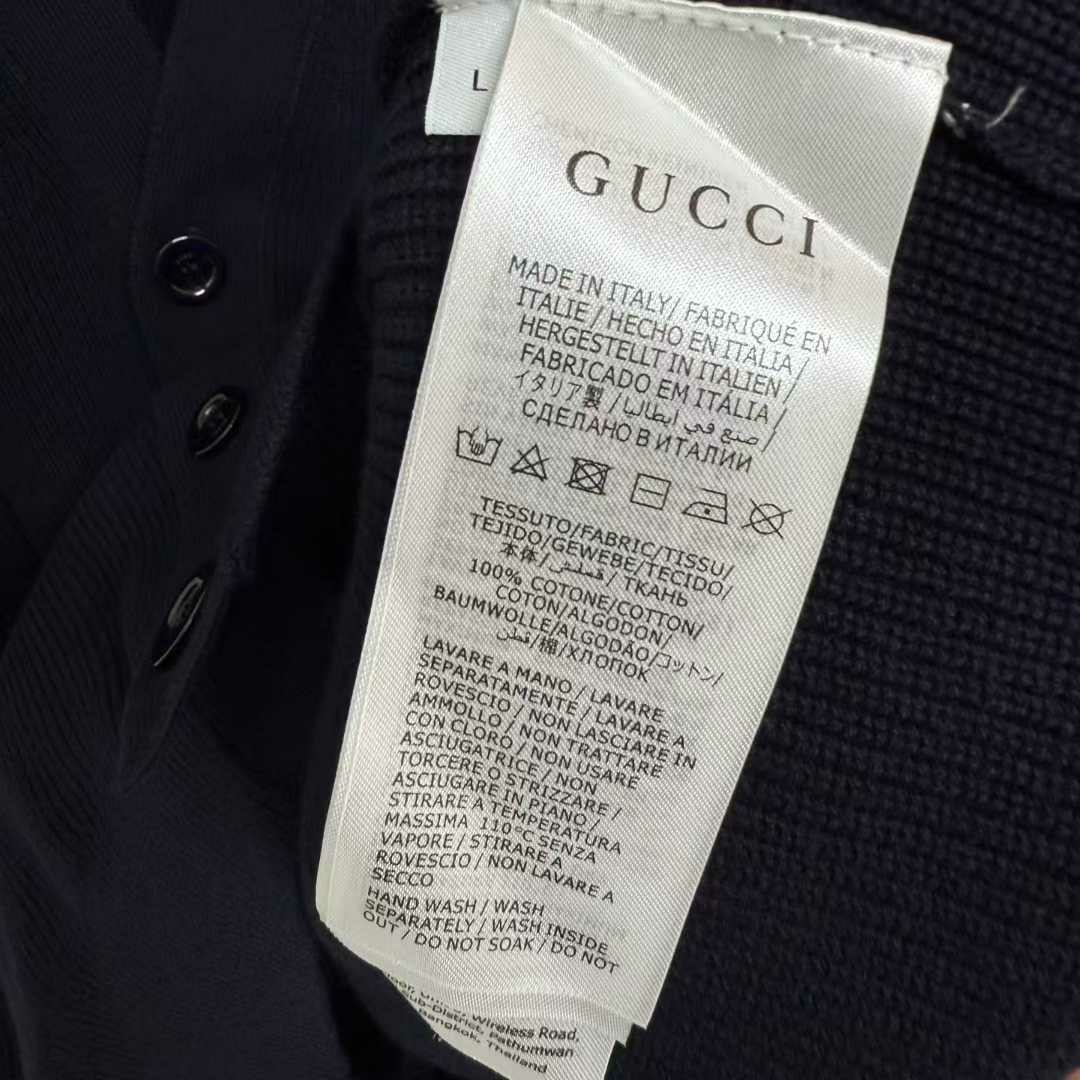 L
GUCCI
MADE IN ITALY/ FABRIQUÉ EN
ITALIE / HECHO EN ITALIA /
HERGESTELLT IN ITALIEN /
FABRICADO EM ITÁLIA /
イタリア製 / صنع في ايطاليا /
СДЕЛАНО В ИТАЛИИ
TESSUTO/FABRIC/TISSU/
TEJIDO/GEWEBE/TECIDO/
本体/قماش/ ТКАНЬ
100% COTONE/COTTON/
COTON/ALGODON/
BAUMWOLLE/ALGODÃO/コットン/
قطن/棉/ХЛОПОК
LAVARE A MANO / LAVARE
SEPARATAMENTE / LAVARE A
ROVESCIO / NON LASCIARE IN
AMMOLLO / NON TRATTARE
CON CLORO / NON USARE
ASCIUGATRICE / NON
TORCERE O STRIZZARE /
ASCIUGARE IN PIANO /
STIRARE A TEMPERATURA
MASSIMA 110°C SENZA
VAPORE / STIRARE A
ROVESCIO / NON LAVARE A
SECCO
HAND WASH / WASH
SEPARATELY / WASH INSIDE
OUT / DO NOT SOAK / DO NOT
Wireless Road,
Sub-District, Pathumwan
Bangkok, Thailand